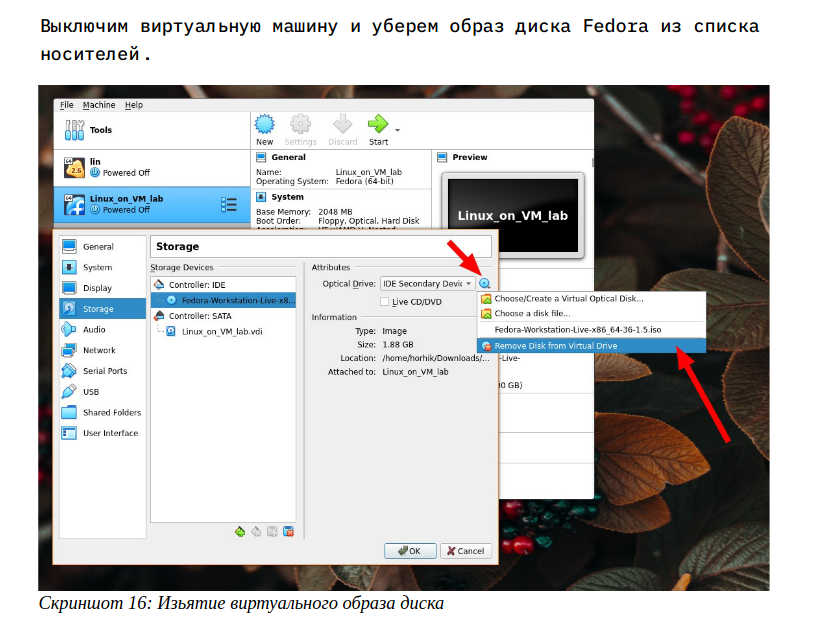 Выключим виртуальную машину и уберем образ диска Fedora из списка
носителей.
File Machine Help
Tools
New Settings Discard Start
lin
Powered Off
Linux_on_VM_lab
Powered Off
General
Name: Linux_on_VM_lab
Operating System: Fedora (64-bit)
System
Base Memory: 2048 MB
Boot Order: Floppy, Optical, Hard Disk
Preview
Linux_on_VM_lab
General
System
Display
Storage
Audio
Network
Serial Ports
USB
Shared Folders
User Interface
Storage
Storage Devices
Controller: IDE
Fedora-Workstation-Live-x8...
Controller: SATA
Linux_on_VM_lab.vdi
Attributes
Optical Drive: IDE Secondary Devic
Live CD/DVD
Information
Type: Image
Size: 1.88 GB
Location: /home/horhik/Downloads/...
Attached to: Linux_on_VM_lab
Choose/Create a Virtual Optical Disk...
Choose a disk file...
Fedora-Workstation-Live-x86_64-36-1.5.iso
Remove Disk from Virtual Drive
-Live-
00 GB)
OK Cancel
Скриншот 16: Изьятие виртуального образа диска